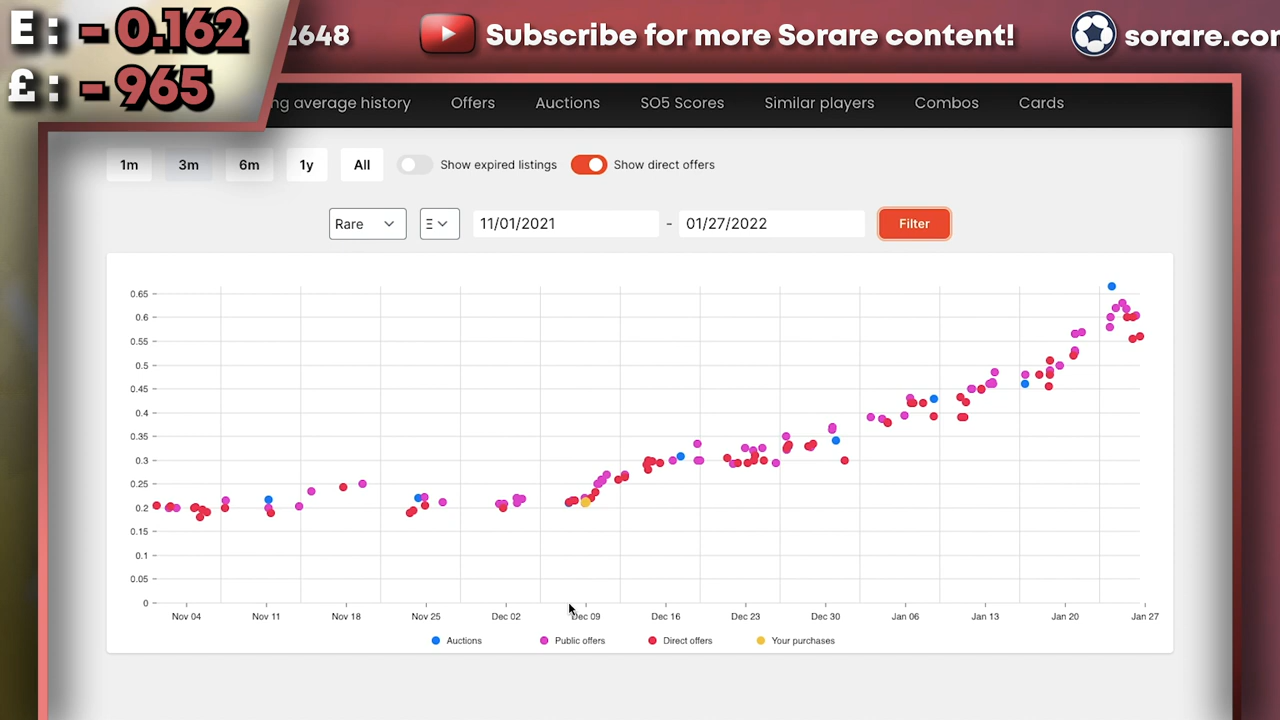 E : - 0.162
£ : - 965
2648
Subscribe for more Sorare content!
sorare.co
ng average history
Offers
Auctions
SO5 Scores
Similar players
Combos
Cards
1m
3m
6m
1y
All
Show expired listings
Show direct offers
Rare
Ξ
11/01/2021
-
01/27/2022
Filter
0.65
0.6
0.55
0.5
0.45
0.4
0.35
0.3
0.25
0.2
0.15
0.1
0.05
0
Nov 04
Nov 11
Nov 18
Nov 25
Dec 02
Dec 09
Dec 16
Dec 23
Dec 30
Jan 06
Jan 13
Jan 20
Jan 27
Auctions
Public offers
Direct offers
Your purchases